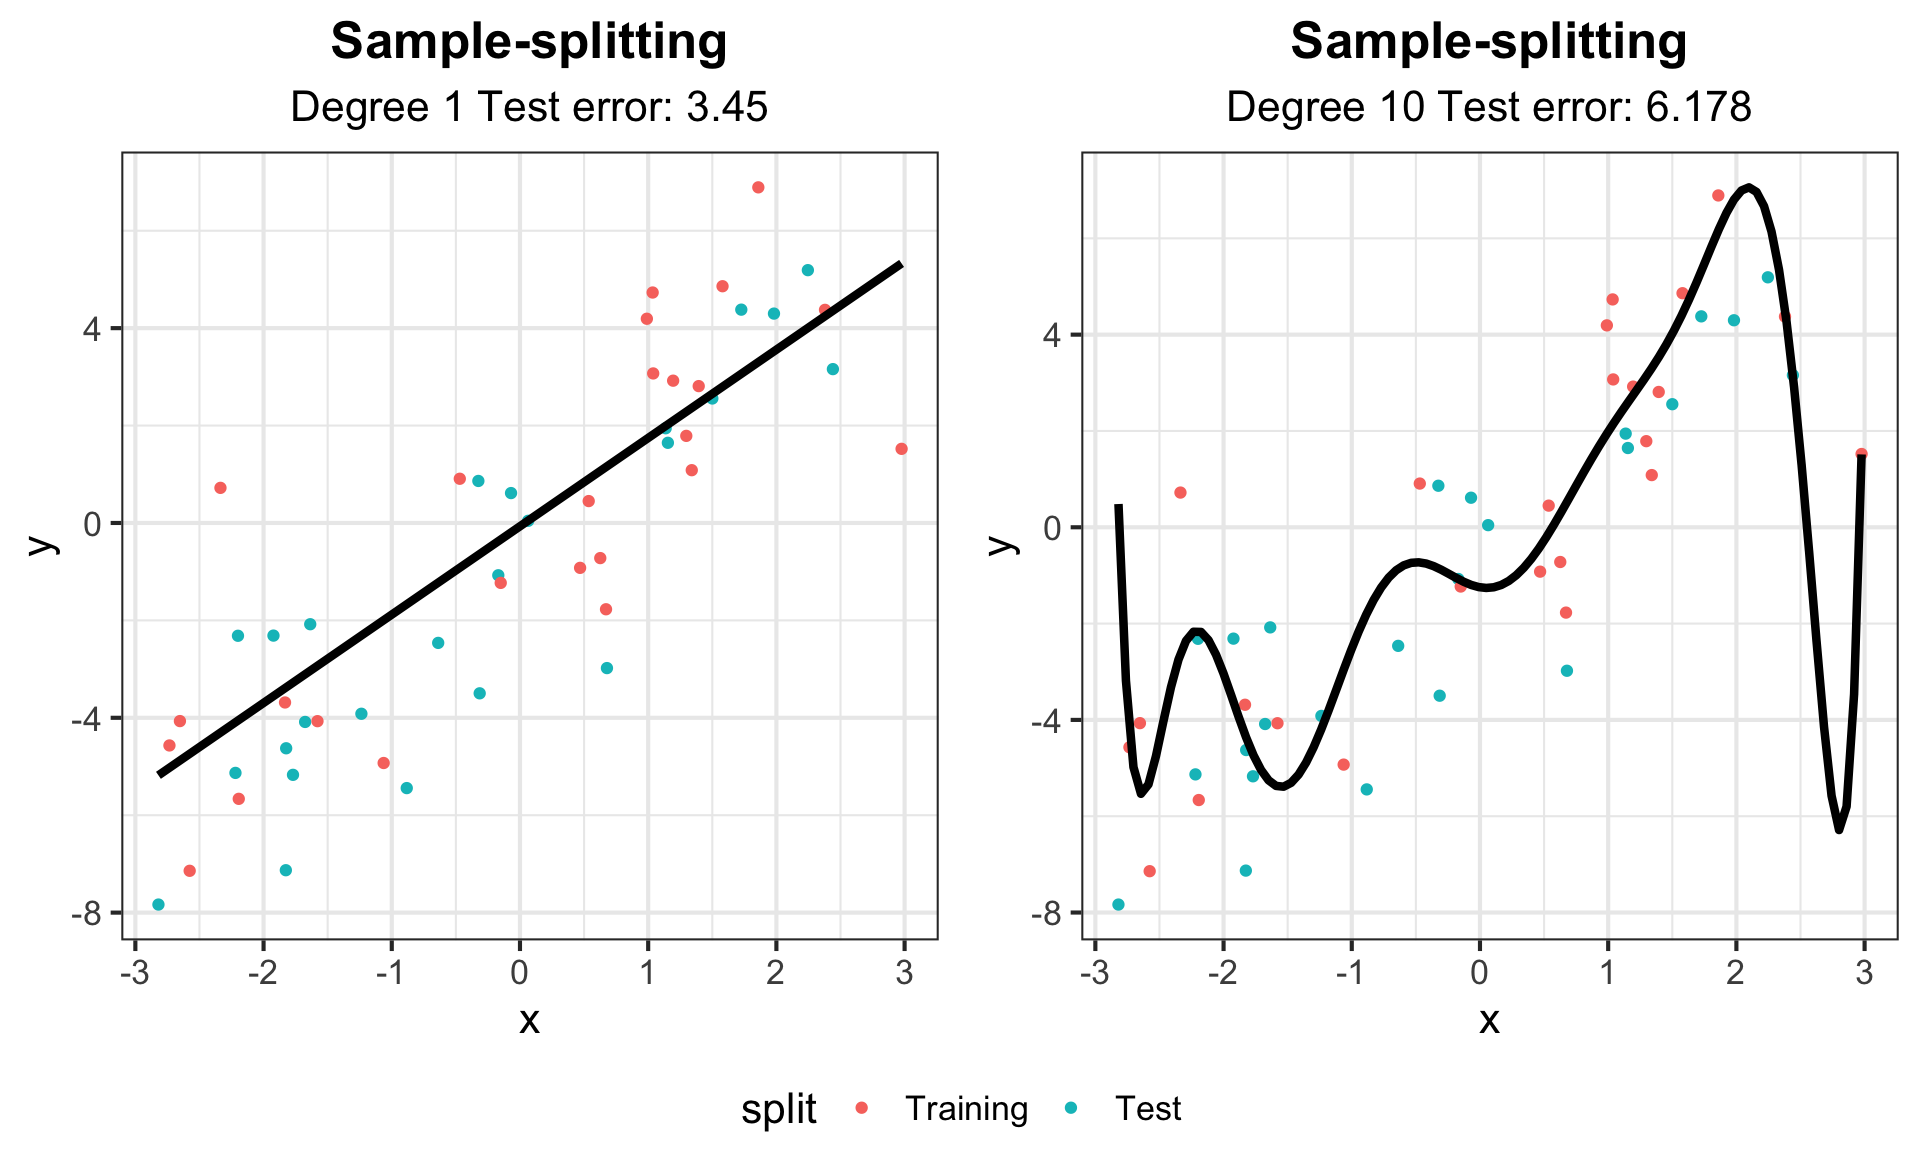 Sample-splitting
Degree 1 Test error: 3.45
4
0
-4
-8
y
-3 -2 -1 0 1 2 3
x
Sample-splitting
Degree 10 Test error: 6.178
4
0
-4
-8
y
-3 -2 -1 0 1 2 3
x
split Training Test